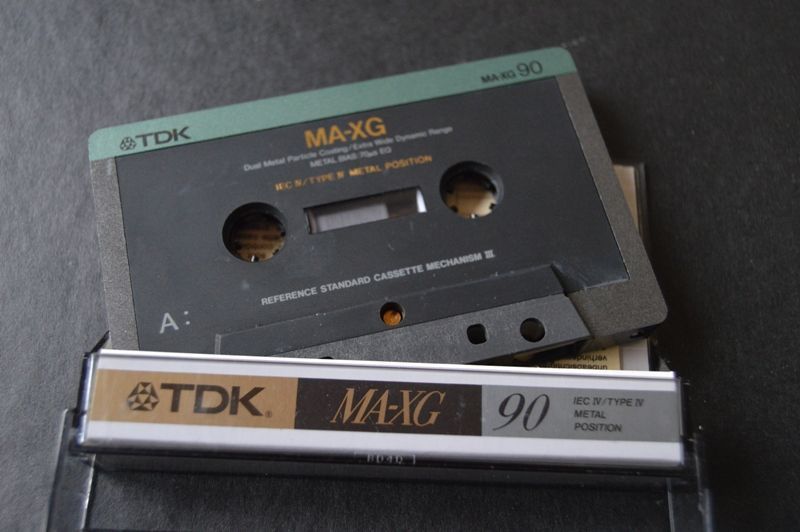 TDK
MA-XG 90
MA-XG
Dual Metal Particle Coating/Extra Wide Dynamic Range
METAL BIAS:70µs EQ
IEC IV/TYPE IV METAL POSITION
REFERENCE STANDARD CASSETTE MECHANISM III
A:
TDK®
MA-XG
90
IEC IV/TYPE IV
METAL
POSITION